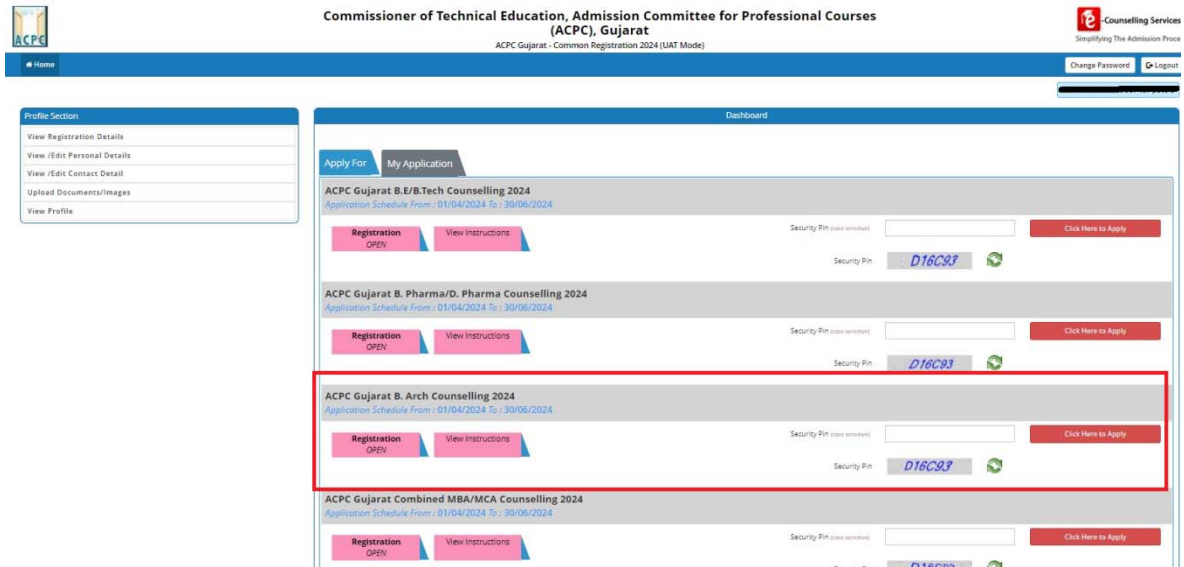 ACPC
Commissioner of Technical Education, Admission Committee for Professional Courses
(ACPC), Gujarat
ACPC Gujarat - Common Registration 2024 (UAT Mode)
e-Counselling Services
Simplifying The Admission Proce
Home
Change Password
Logout
Profile Section
View Registration Details
View /Edit Personal Details
View /Edit Contact Detail
Upload Documents/Images
View Profile
Dashboard
Apply For
My Application
ACPC Gujarat B.E/B.Tech Counselling 2024
Application Schedule From : 01/04/2024 To : 30/06/2024
Registration
OPEN
View Instructions
Security Pin (case sensitive)
Click Here to Apply
Security Pin
D16C93
ACPC Gujarat B. Pharma/D. Pharma Counselling 2024
Application Schedule From : 01/04/2024 To : 30/06/2024
Registration
OPEN
View Instructions
Security Pin (case sensitive)
Click Here to Apply
Security Pin
D16C93
ACPC Gujarat B. Arch Counselling 2024
Application Schedule From : 01/04/2024 To : 30/06/2024
Registration
OPEN
View Instructions
Security Pin (case sensitive)
Click Here to Apply
Security Pin
D16C93
ACPC Gujarat Combined MBA/MCA Counselling 2024
Application Schedule From : 01/04/2024 To : 30/06/2024
Registration
OPEN
View Instructions
Security Pin (case sensitive)
Click Here to Apply